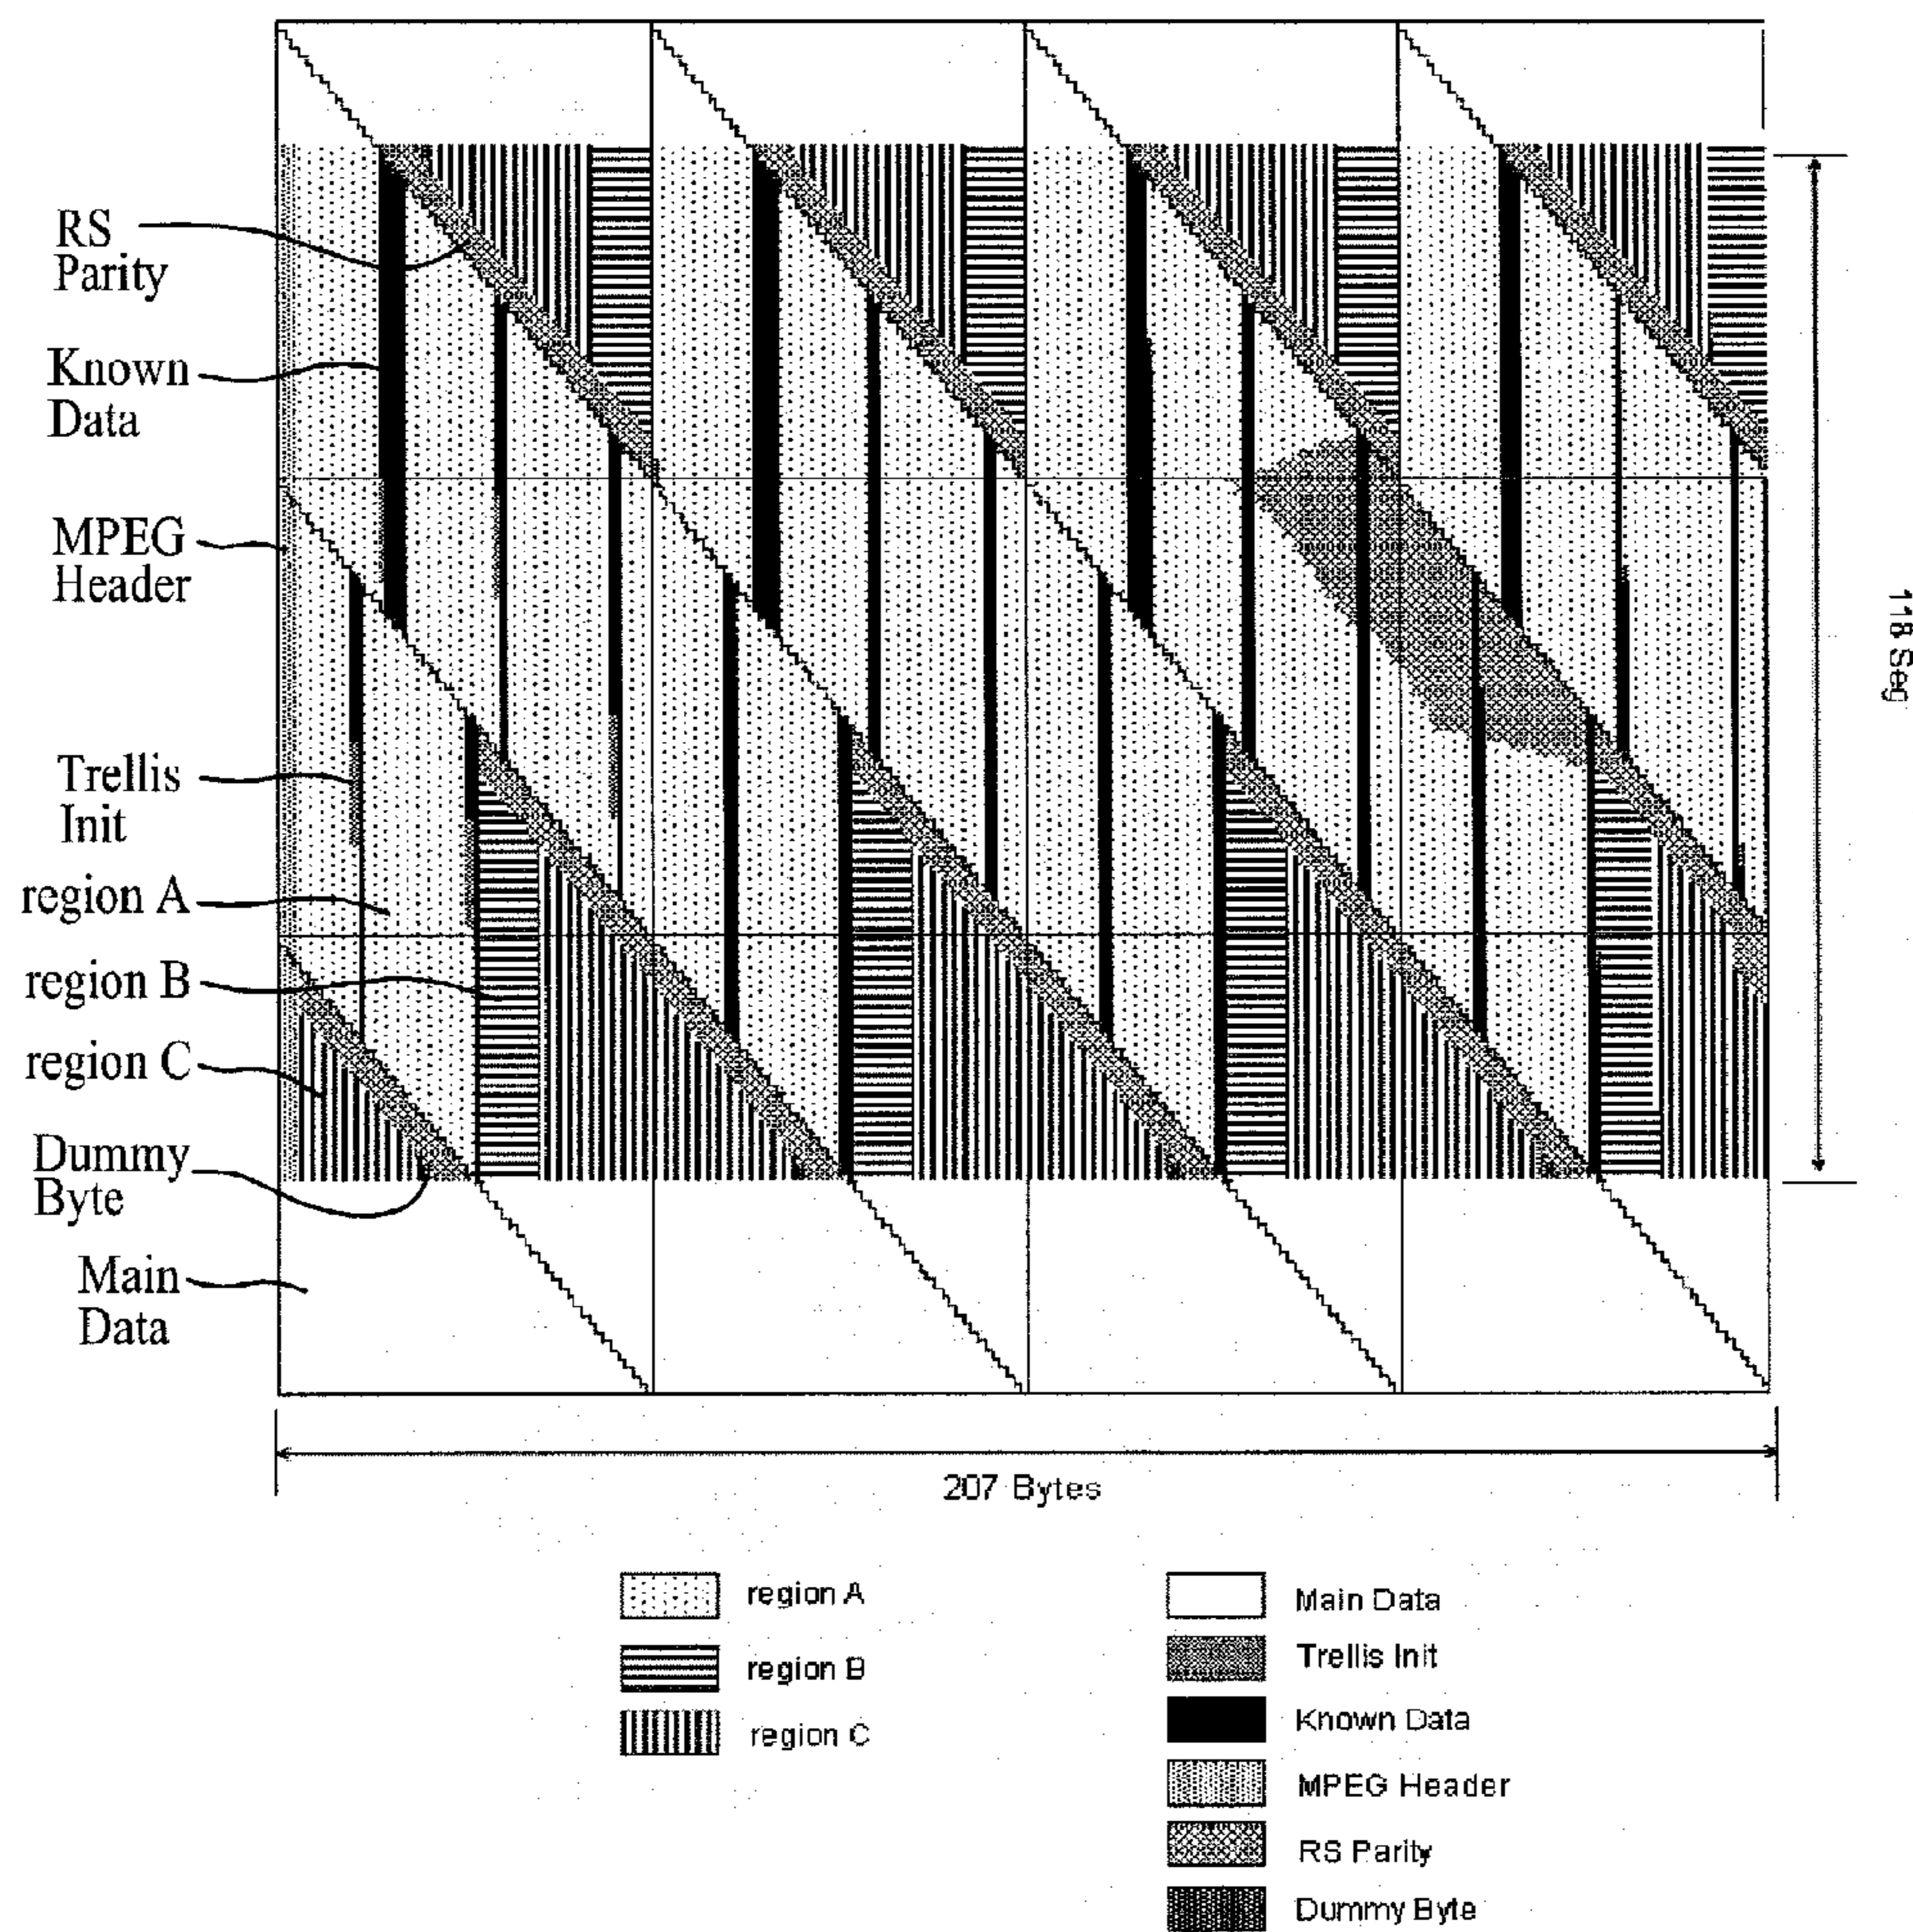 RS
Parity
Known
Data
MPEG
Header
Trellis
Init
region A
region B
region C
Dummy
Byte
Main
Data
118 Seg
207 Bytes
region A
region B
region C
Main Data
Trellis Init
Known Data
MPEG Header
RS Parity
Dummy Byte